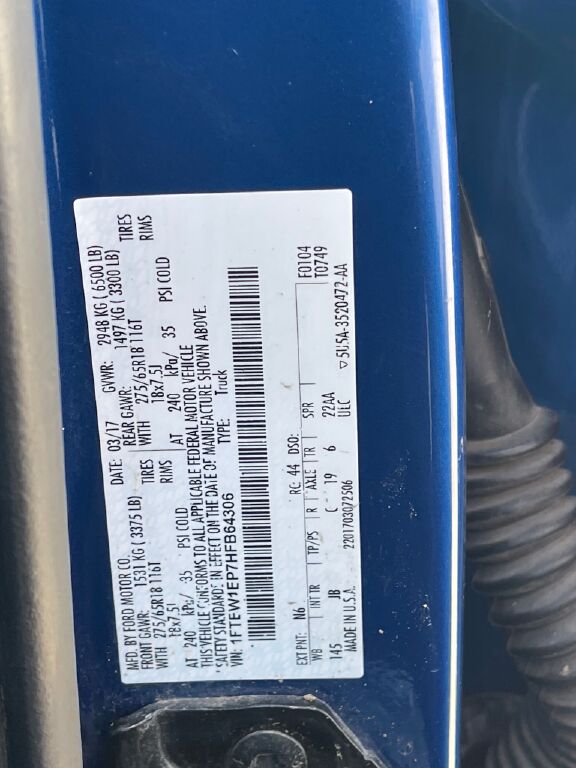 MFD. BY FORD MOTOR CO. DATE: 03/17 GVWR: 2948 KG (6500 LB)
FRONT GAWR: 1531 KG (3375 LB) REAR GAWR: 1497 KG (3300 LB)
WITH 275/65R18 116T TIRES WITH 275/65R18 116T TIRES
18x7.5J RIMS 18x7.5J RIMS
AT 240 kPa/ 35 PSI COLD AT 240 kPa/ 35 PSI COLD
THIS VEHICLE CONFORMS TO ALL APPLICABLE FEDERAL MOTOR VEHICLE
SAFETY STANDARDS IN EFFECT ON THE DATE OF MANUFACTURE SHOWN ABOVE.
VIN: 1FTEW1EP7HFB64306 TYPE: Truck
EXT PNT: N6 RC: 44 DSO: F0104
WB INT TR TP/PS R AXLE TR SPR T0749
145 JB C 19 6 22AA
ULC
MADE IN U.S.A. 2201703072506 ▽5U5A-3520472-AA